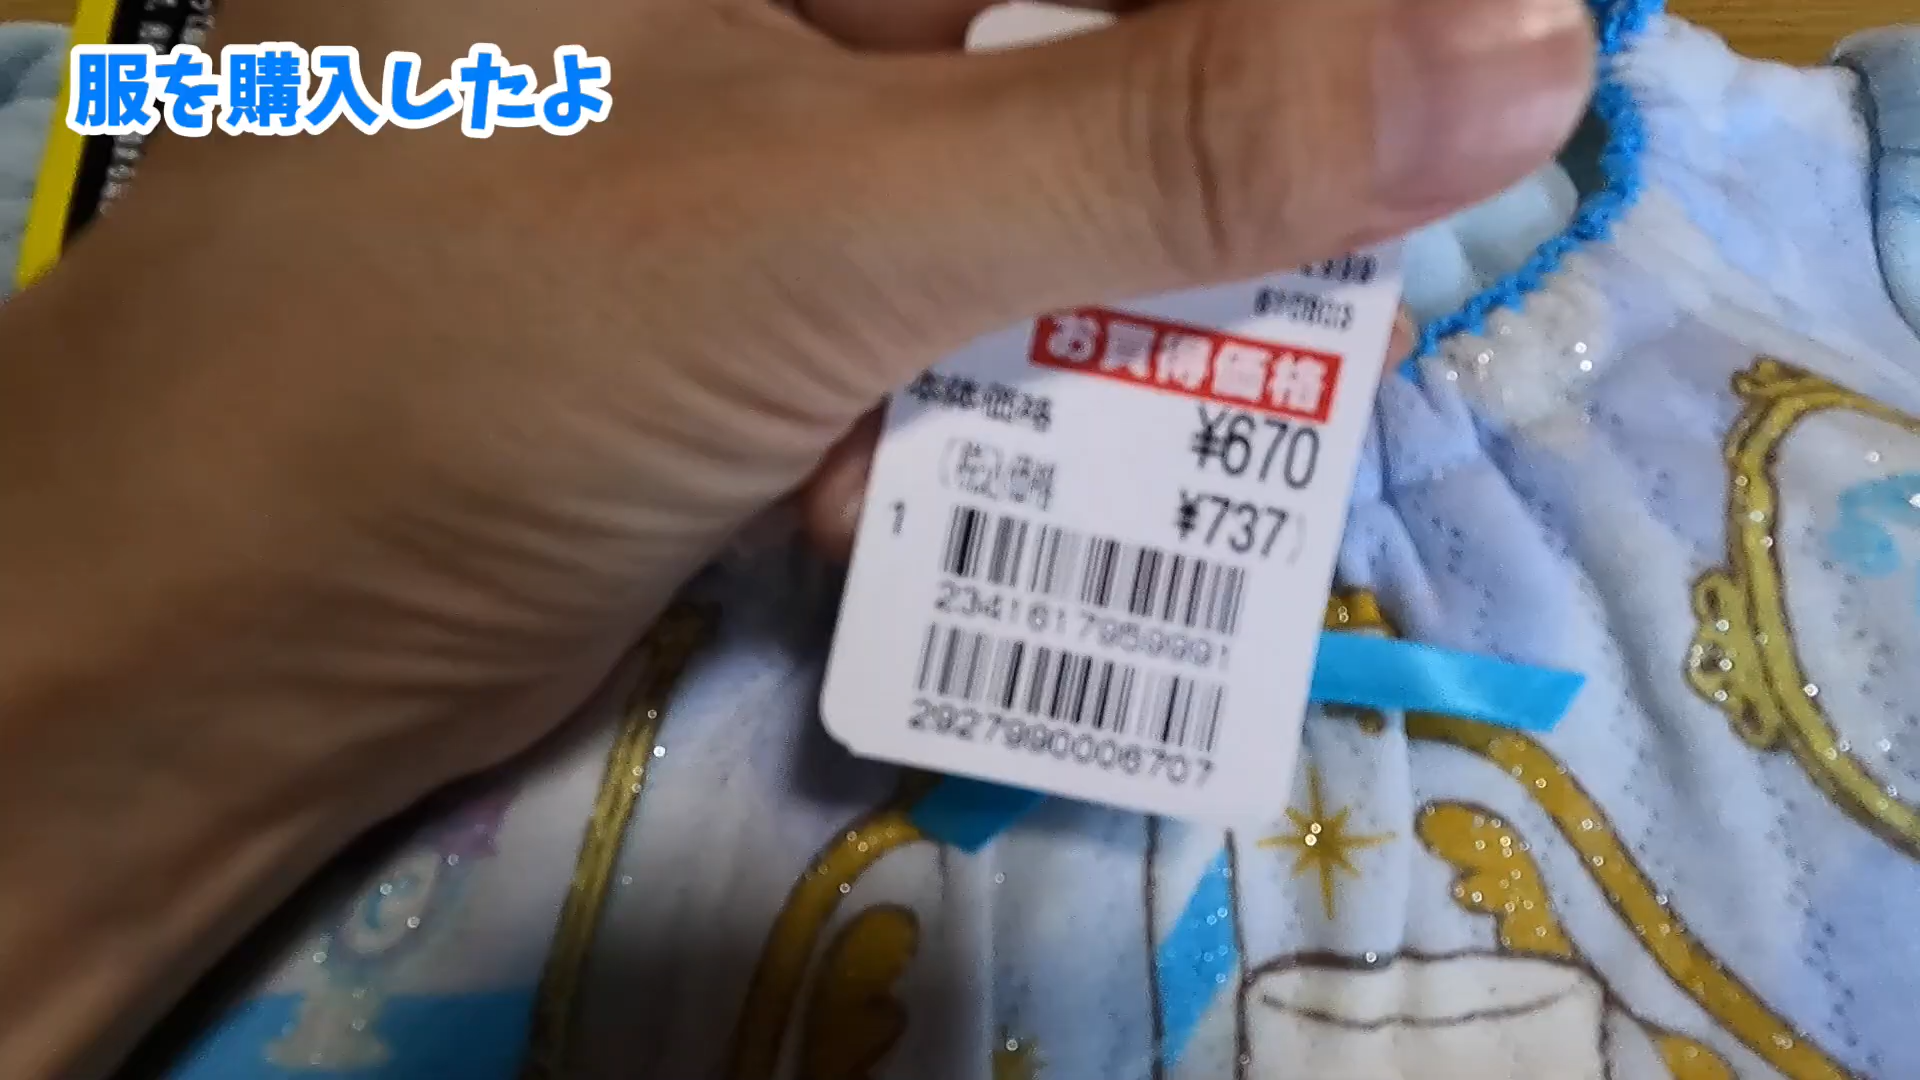 服を購入したよ
お買得価格
本体価格 ¥670
(税込価格 ¥737)
1
2341617959991
2927990006707